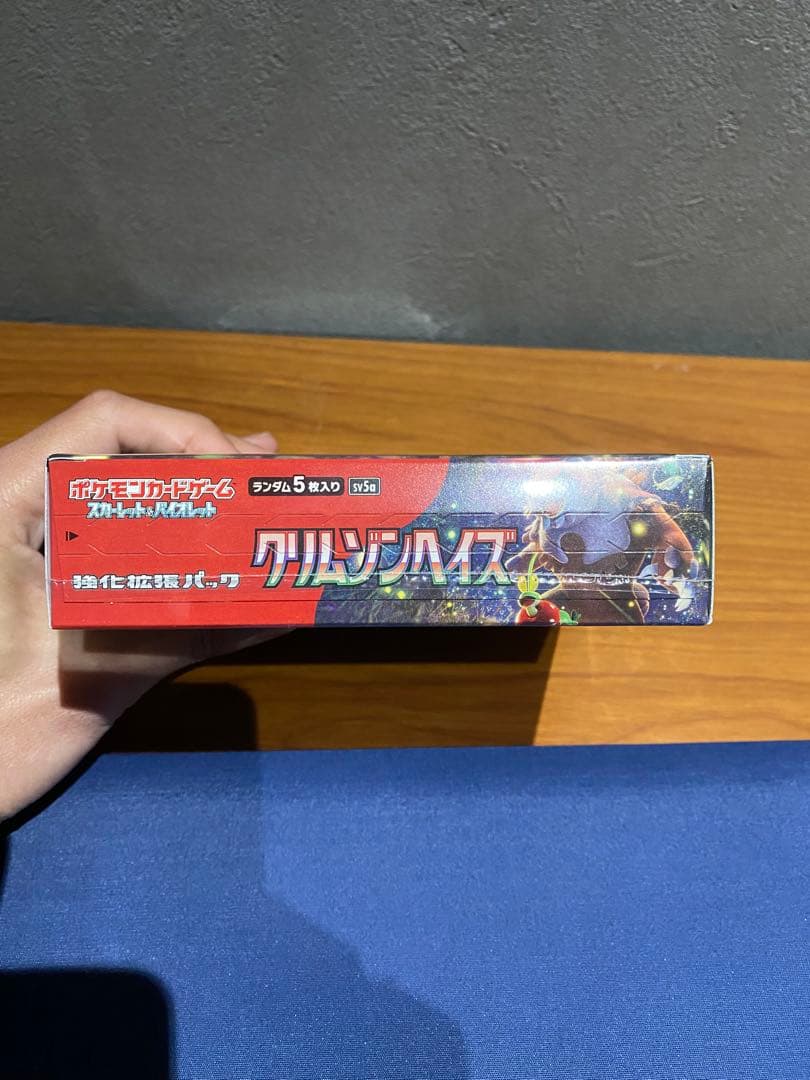 ポケモンカードゲーム
スカーレット&バイオレット
ランダム5枚入り
sv5a
クリムゾンヘイズ
強化拡張パック